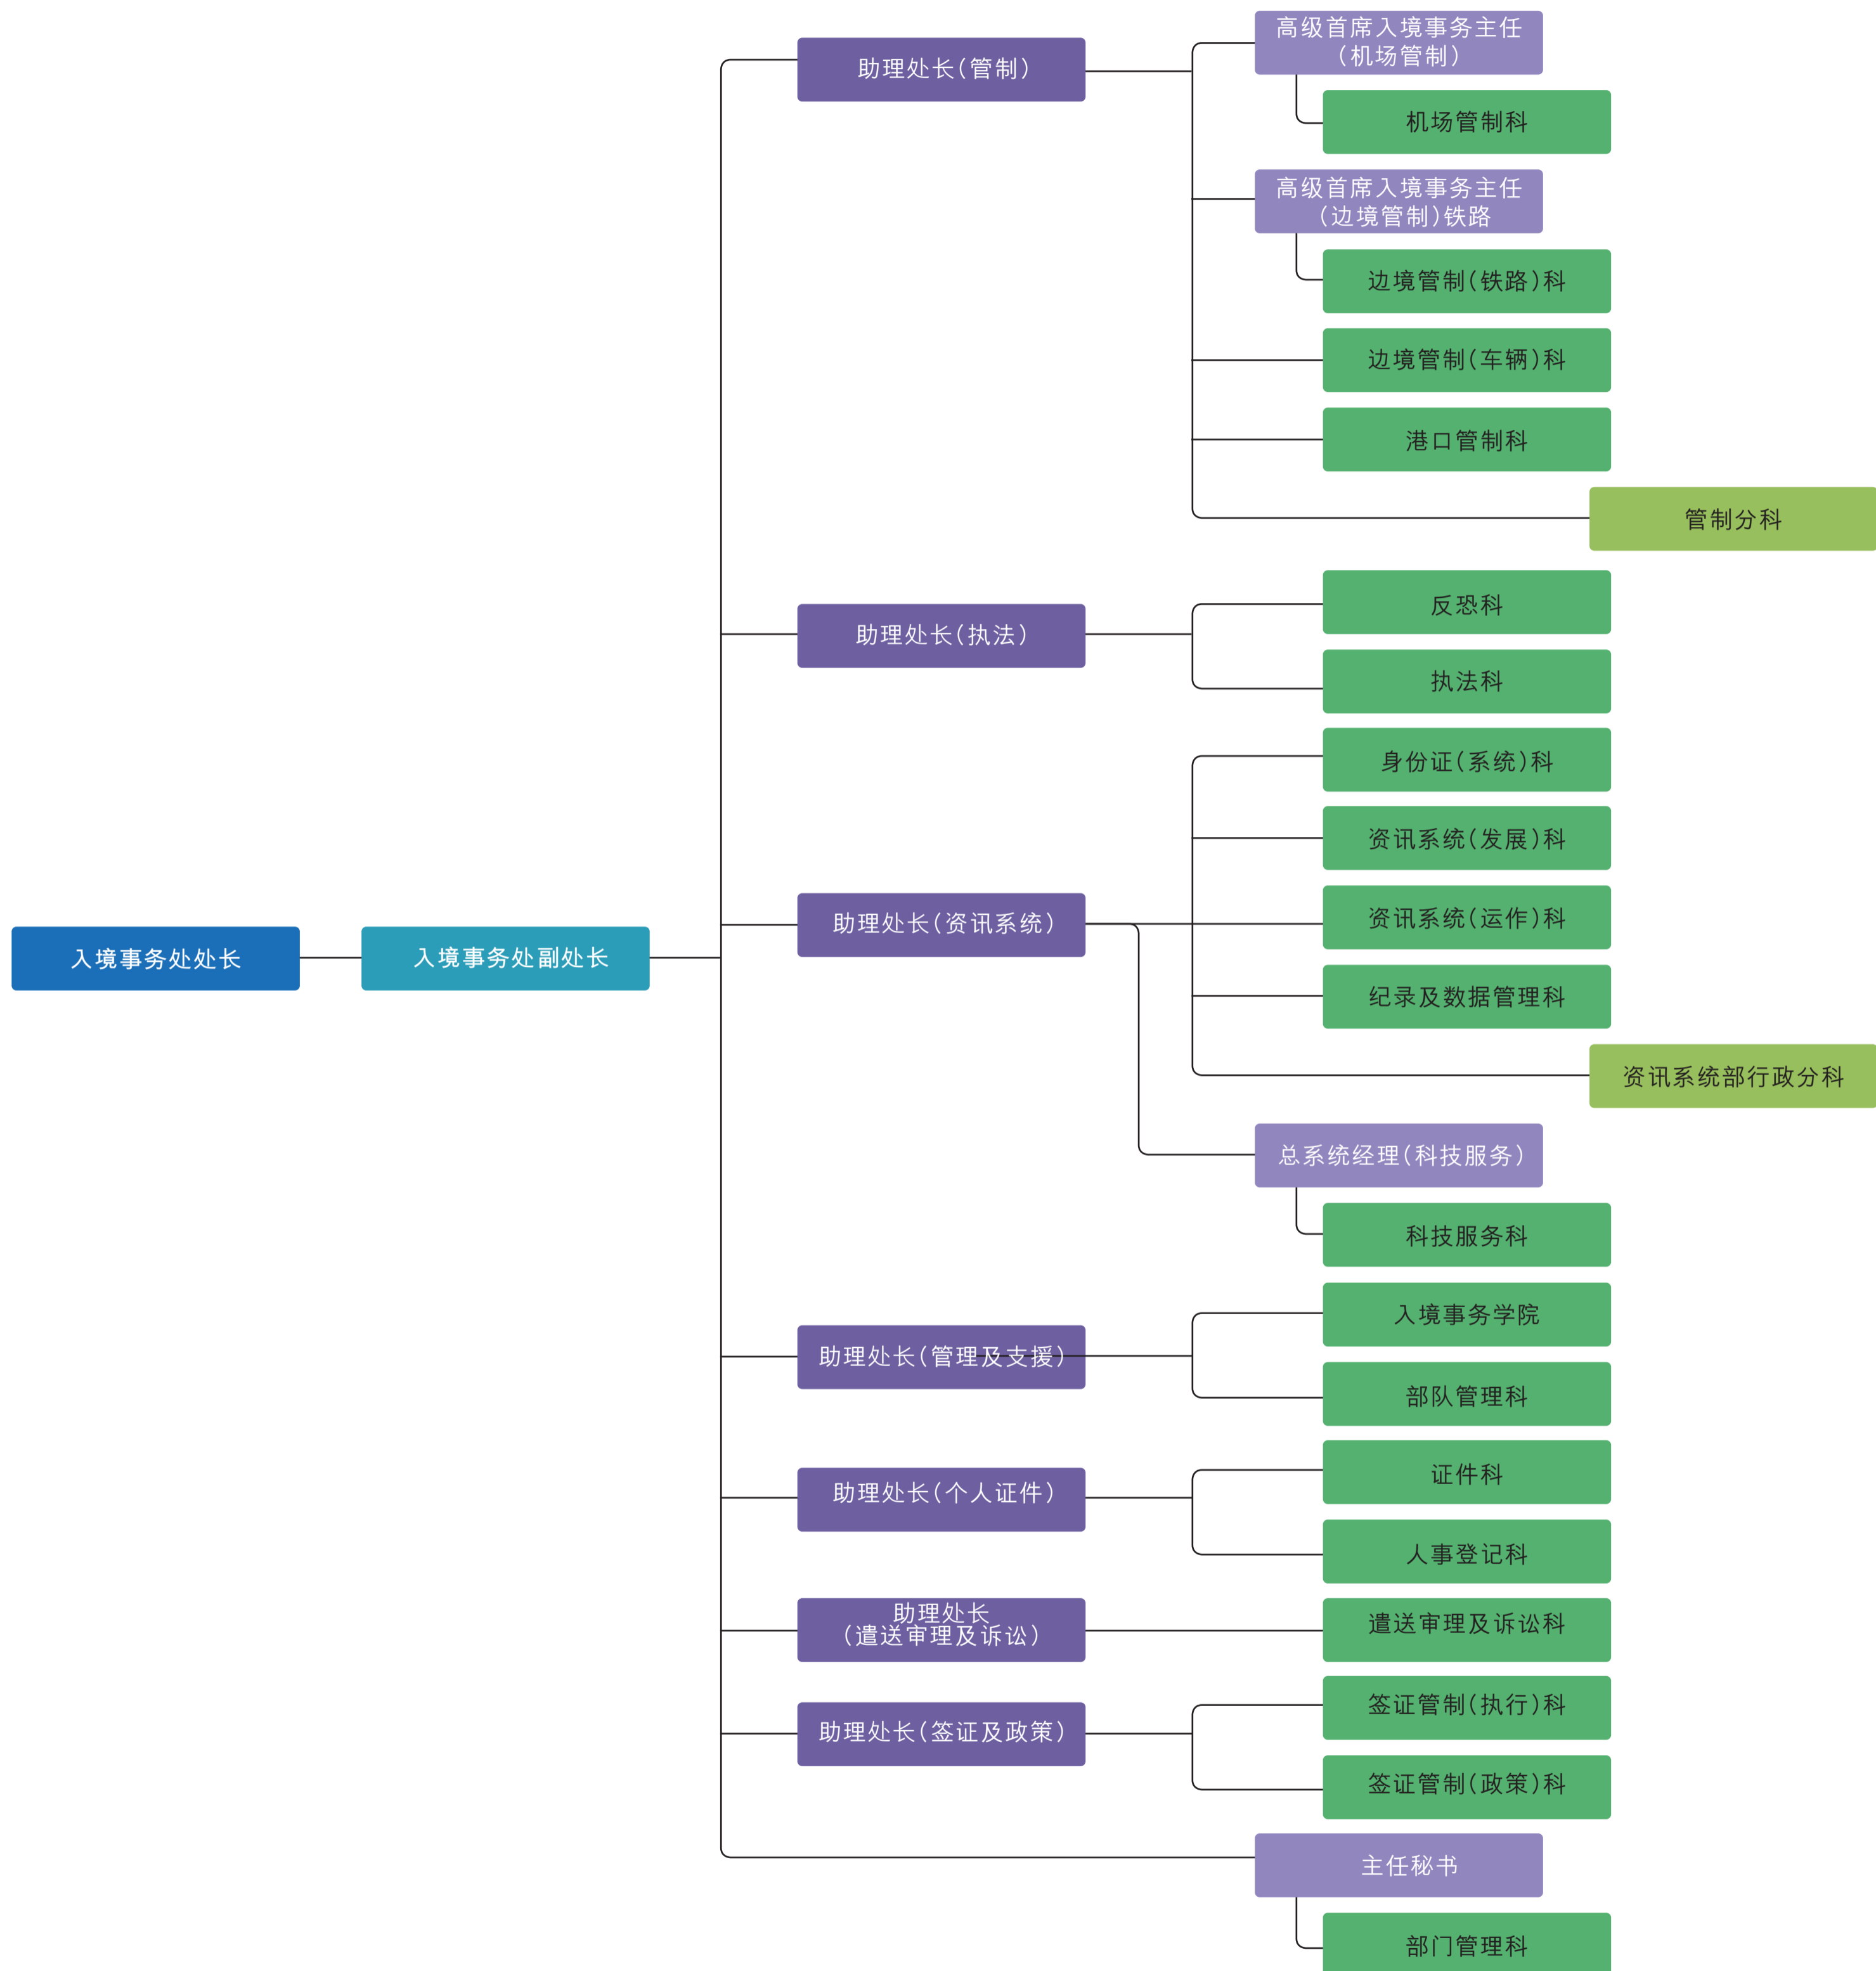 入境事务处处长
入境事务处副处长
助理处长(管制)
高级首席入境事务主任
(机场管制)
机场管制科
高级首席入境事务主任
(边境管制)铁路
边境管制(铁路)科
边境管制(车辆)科
港口管制科
管制分科
助理处长(执法)
反恐科
执法科
助理处长(资讯系统)
身份证(系统)科
资讯系统(发展)科
资讯系统(运作)科
纪录及数据管理科
资讯系统部行政分科
总系统经理(科技服务)
科技服务科
助理处长(管理及支援)
入境事务学院
部队管理科
助理处长(个人证件)
证件科
人事登记科
助理处长
(遣送审理及诉讼)
遣送审理及诉讼科
助理处长(签证及政策)
签证管制(执行)科
签证管制(政策)科
主任秘书
部门管理科